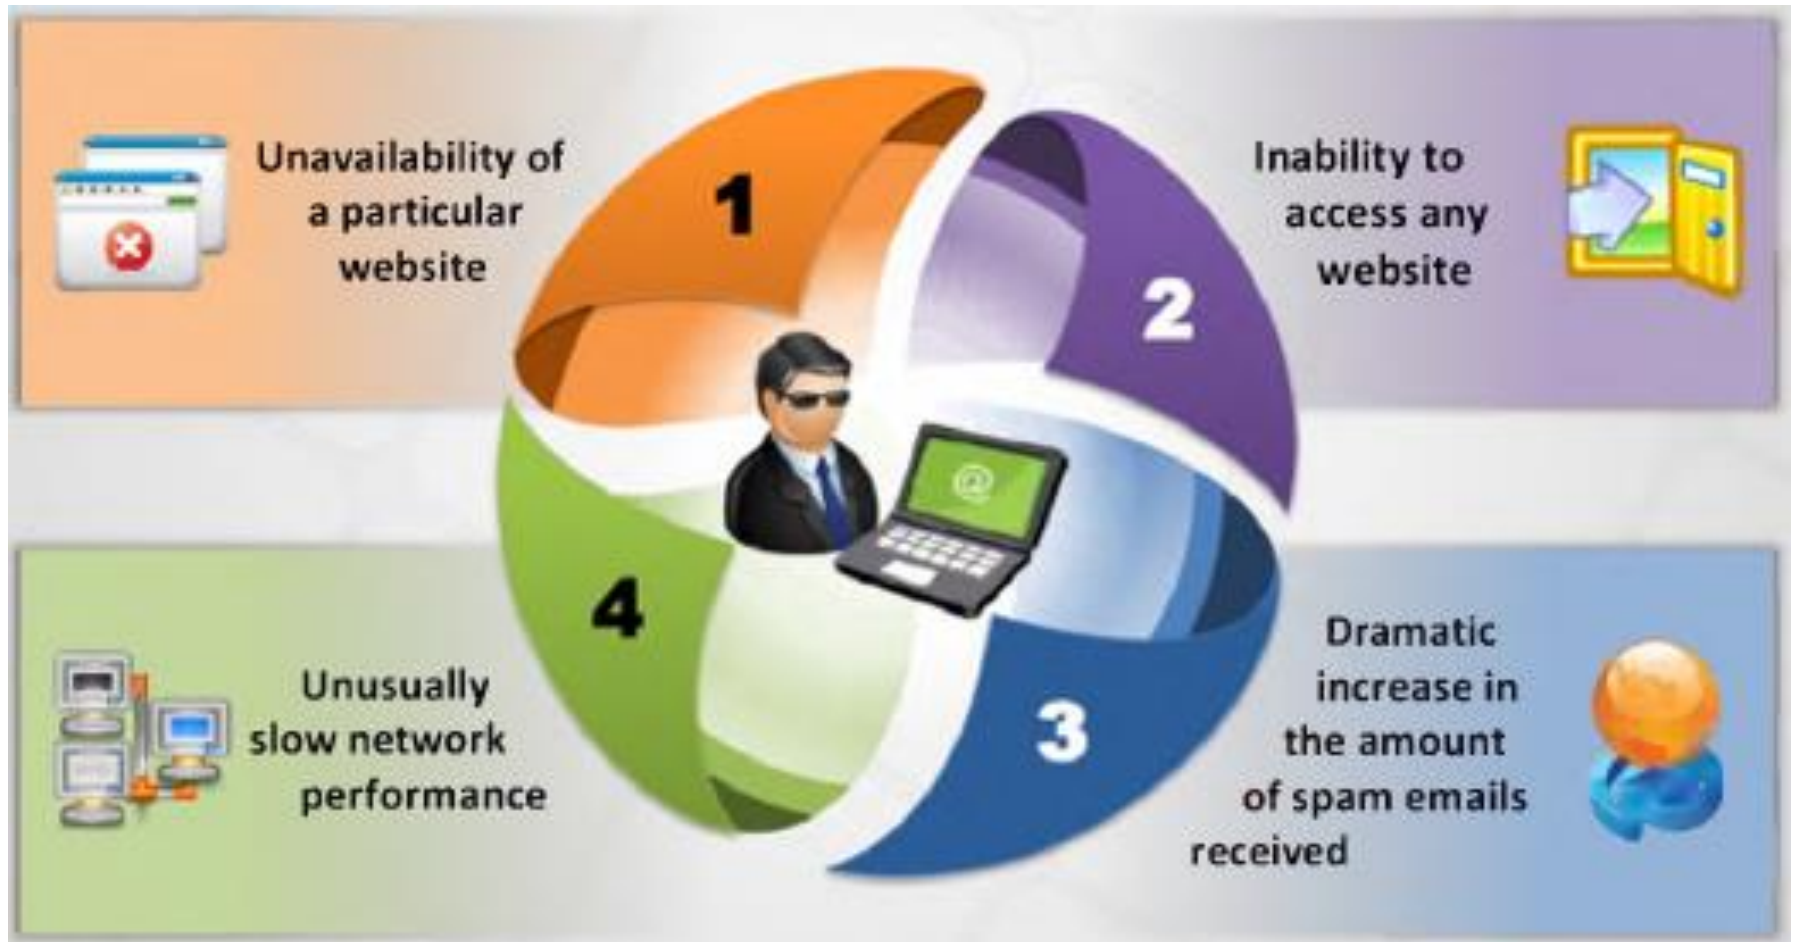 1
Unavailability of
a particular
website
2
Inability to
access any
website
3
Dramatic
increase in
the amount
of spam emails
received
4
Unusually
slow network
performance
@